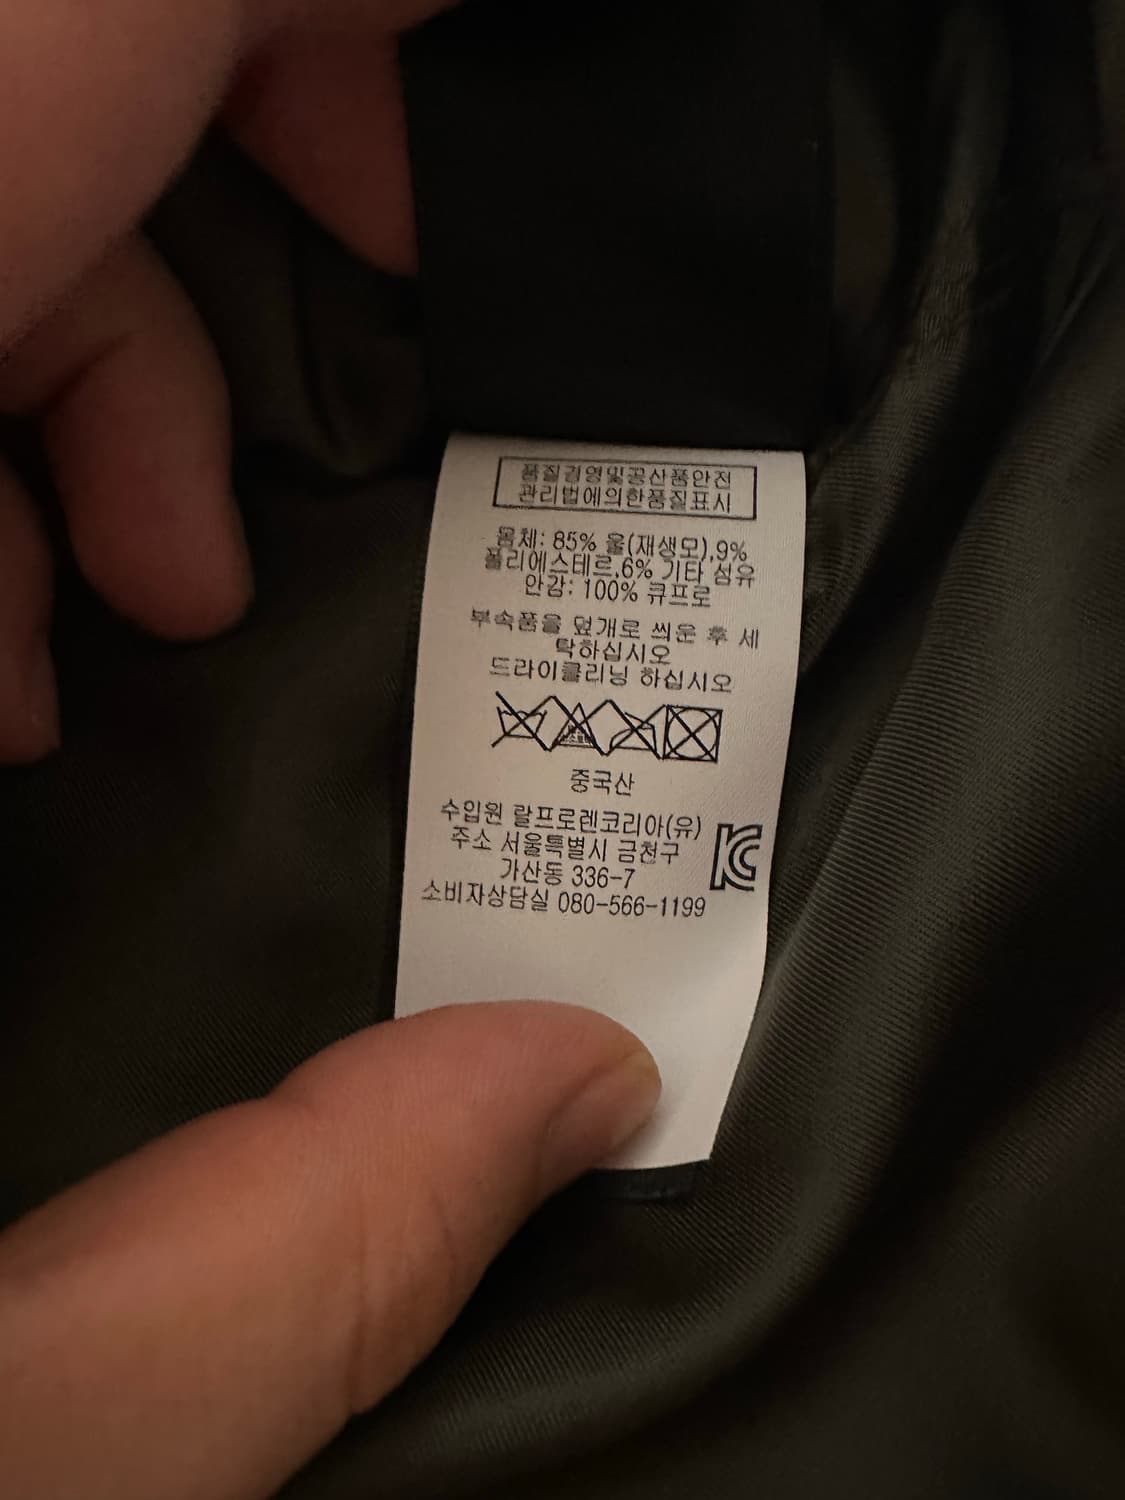 품질경영및공산품안전
관리법에의한품질표시
몸체: 85% 울(재생모),9%
폴리에스테르,6% 기타 섬유
안감: 100% 큐프로
부속품을 덮개로 씌운 후 세
탁하십시오
드라이클리닝 하십시오
중국산
수입원 랄프로렌코리아(유)
주소 서울특별시 금천구
가산동 336-7
소비자상담실 080-566-1199